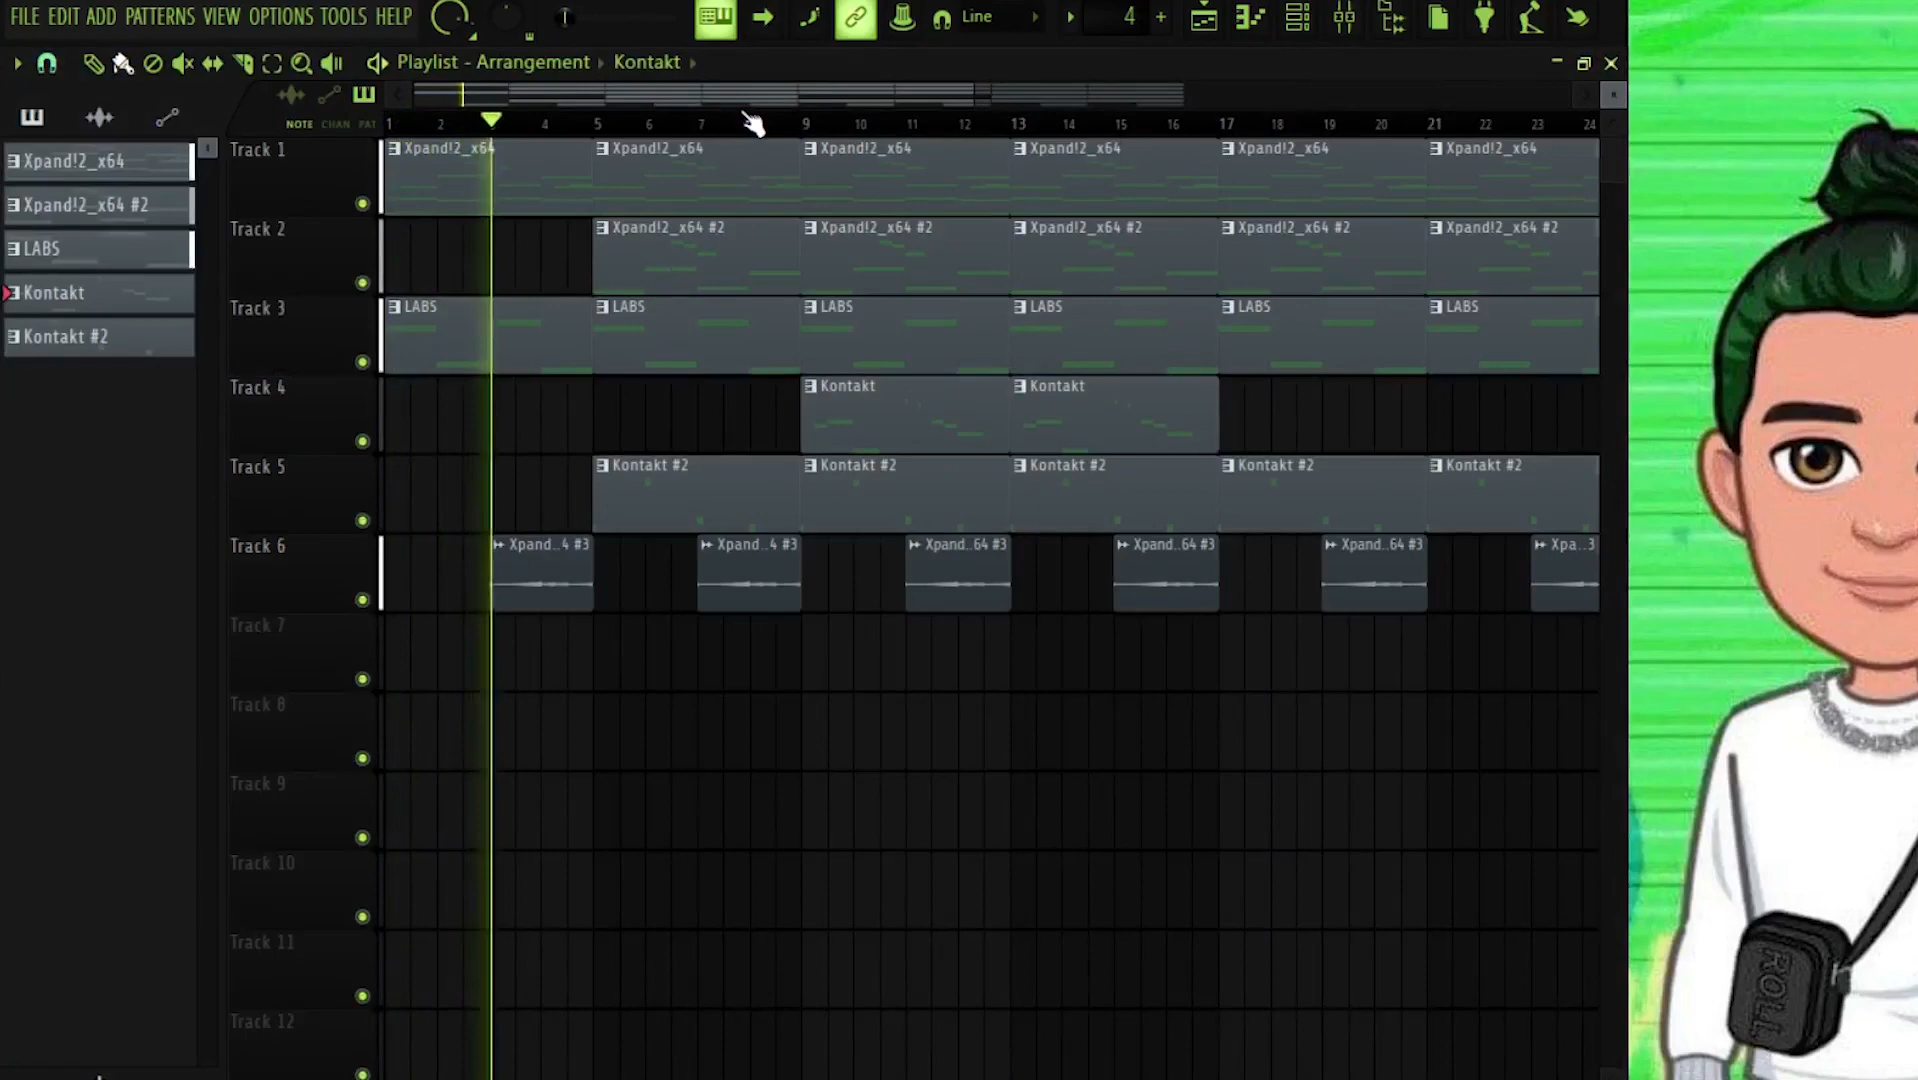 FILE EDIT ADD PATTERNS VIEW OPTIONS TOOLS HELP
Line
4
Playlist - Arrangement › Kontakt ›
NOTE CHAN PAT
1 2 4 5 6 7 9 10 11 12 13 14 15 16 17 18 19 20 21 22 23 24
Xpand!2_x64
Xpand!2_x64 #2
LABS
Kontakt
Kontakt #2
Track 1
Xpand!2_x64 Xpand!2_x64 Xpand!2_x64 Xpand!2_x64 Xpand!2_x64 Xpand!2_x64
Track 2
Xpand!2_x64 #2 Xpand!2_x64 #2 Xpand!2_x64 #2 Xpand!2_x64 #2 Xpand!2_x64 #2
Track 3
LABS LABS LABS LABS LABS LABS
Track 4
Kontakt Kontakt
Track 5
Kontakt #2 Kontakt #2 Kontakt #2 Kontakt #2 Kontakt #2
Track 6
Xpand..4 #3 Xpand..4 #3 Xpand..64 #3 Xpand..64 #3 Xpand..64 #3 Xpa..3
Track 7
Track 8
Track 9
Track 10
Track 11
Track 12
ROLL